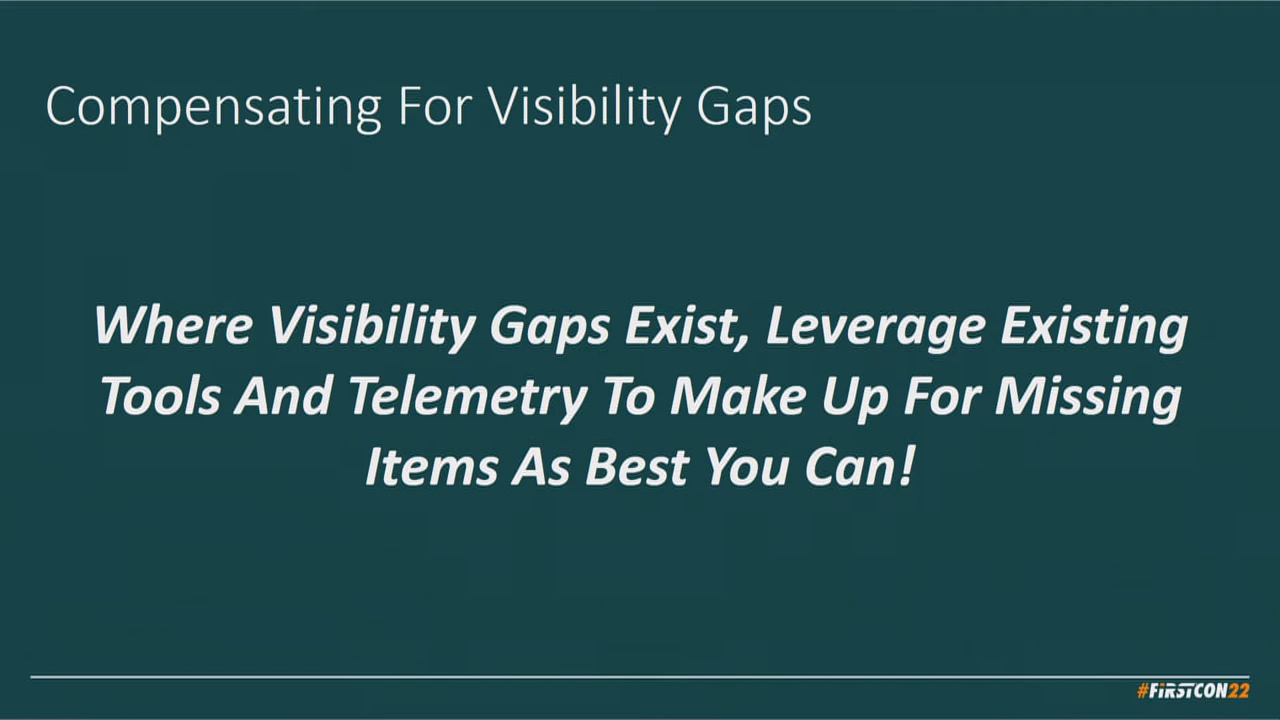 Compensating For Visibility Gaps
Where Visibility Gaps Exist, Leverage Existing
Tools And Telemetry To Make Up For Missing
Items As Best You Can!
#FiRSTCON22